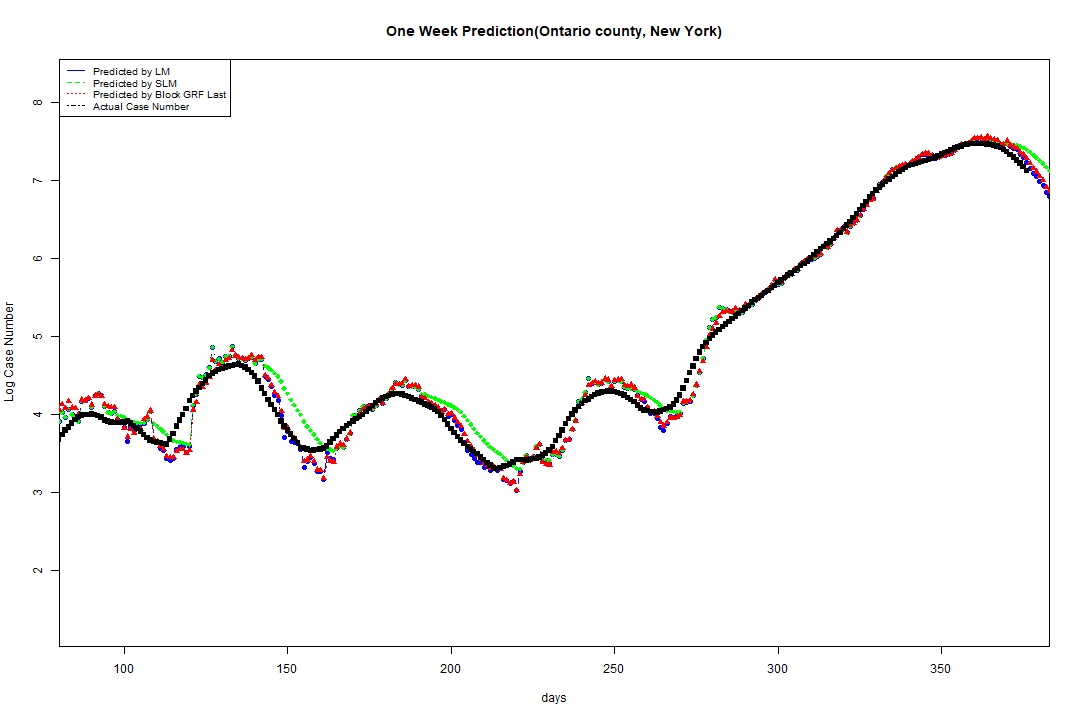 One Week Prediction(Ontario county, New York)
Predicted by LM
Predicted by SLM
Predicted by Block GRF Last
Actual Case Number
8
7
6
5
4
3
2
Log Case Number
100 150 200 250 300 350
days